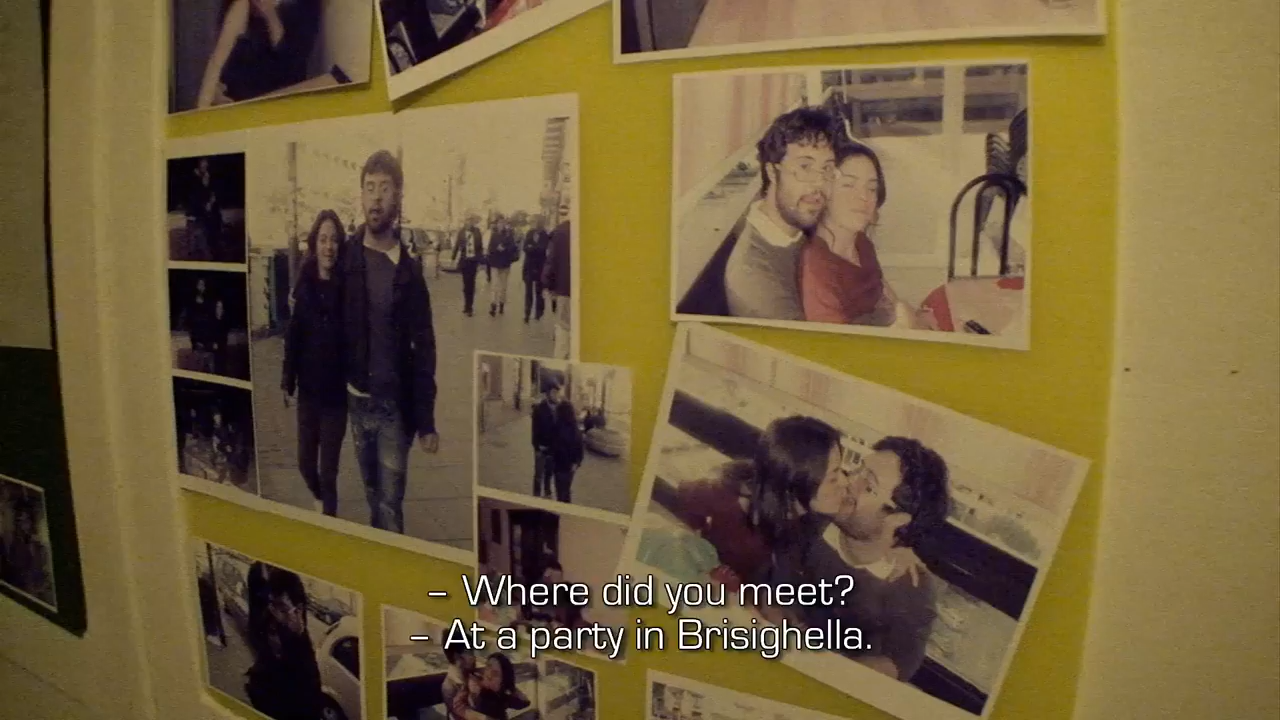 – Where did you meet?
– At a party in Brisighella.